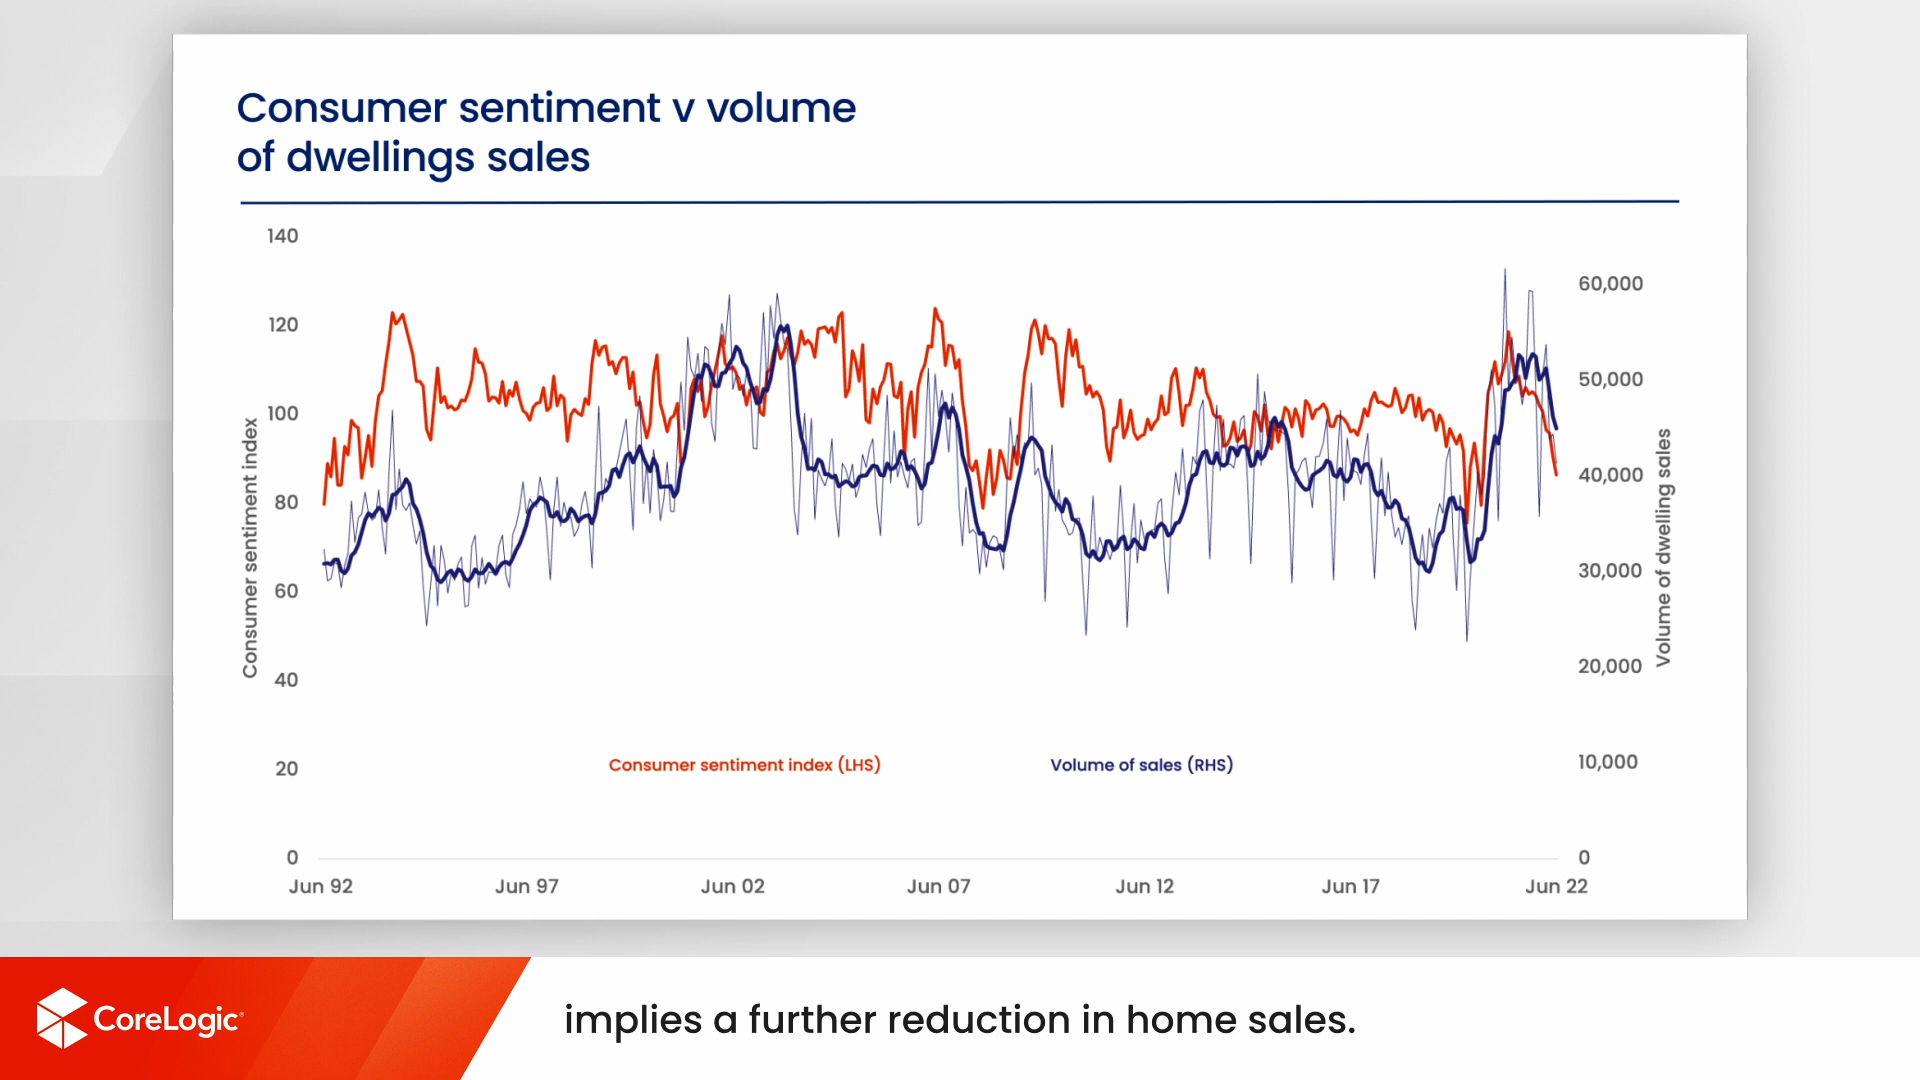 Consumer sentiment v volume
of dwellings sales
140
120
100
80
60
40
20
0
Consumer sentiment index
60,000
50,000
40,000
30,000
20,000
10,000
0
Volume of dwelling sales
Consumer sentiment index (LHS)
Volume of sales (RHS)
Jun 92
Jun 97
Jun 02
Jun 07
Jun 12
Jun 17
Jun 22
CoreLogic
implies a further reduction in home sales.